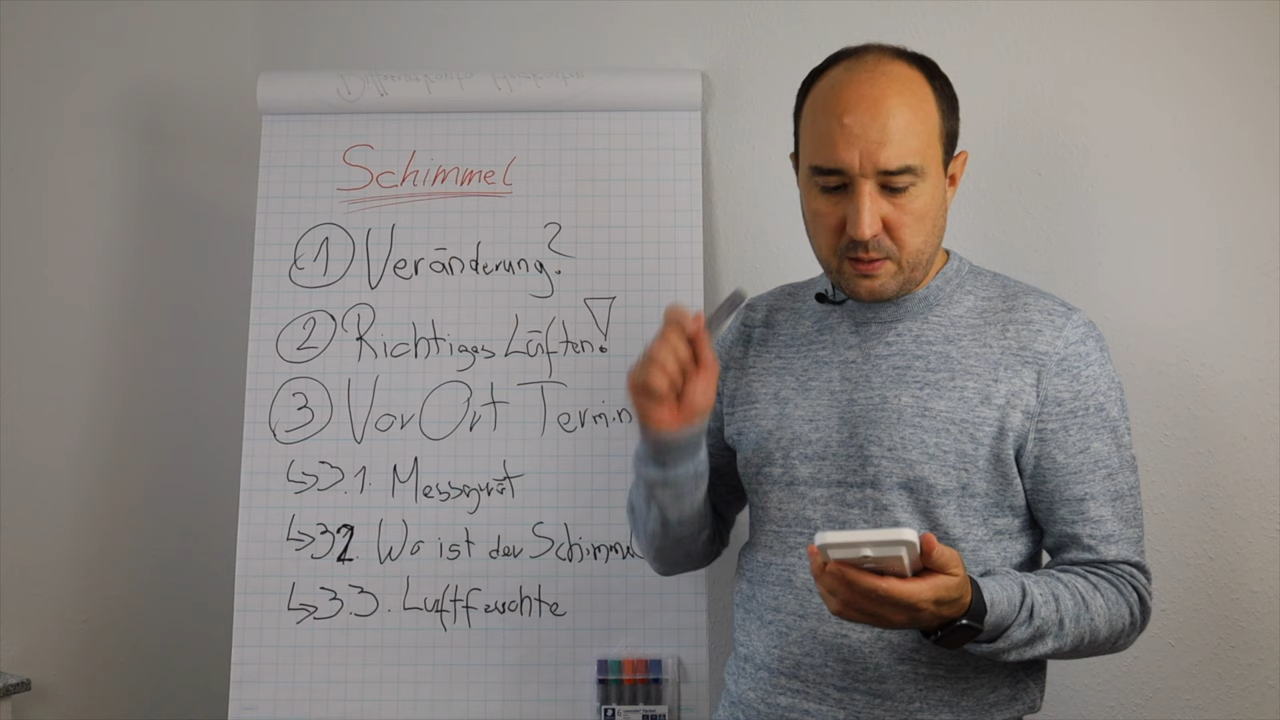 Schimmel
1 Veränderung?
2 Richtiges Lüften!
3 Vor Ort Termin
↳ 3.1. Messgerät
↳ 3.2. Wo ist der Schimmel
↳ 3.3. Luftfeuchte